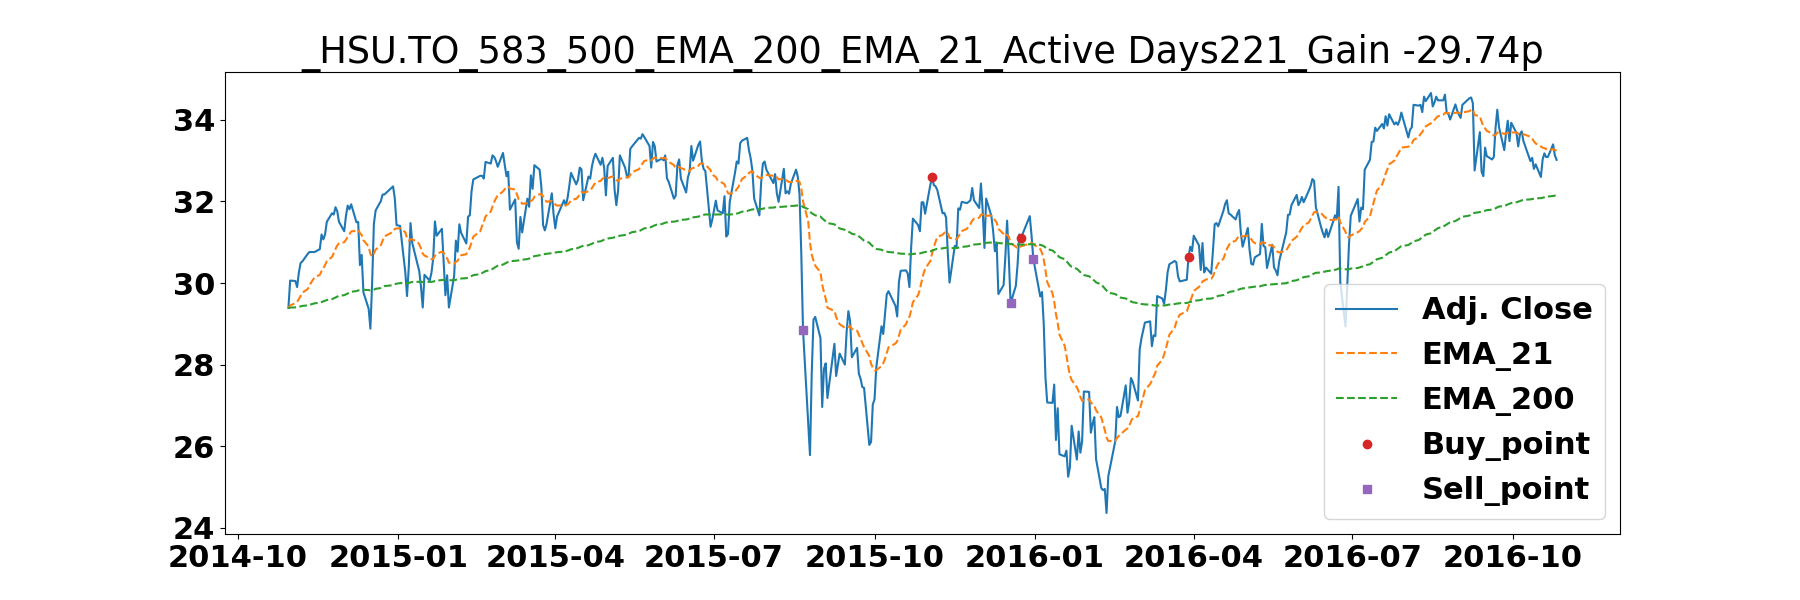 _HSU.TO_583_500_EMA_200_EMA_21_Active Days221_Gain -29.74p
34
32
30
28
26
24
2014-10 2015-01 2015-04 2015-07 2015-10 2016-01 2016-04 2016-07 2016-10
Adj. Close
EMA_21
EMA_200
Buy_point
Sell_point